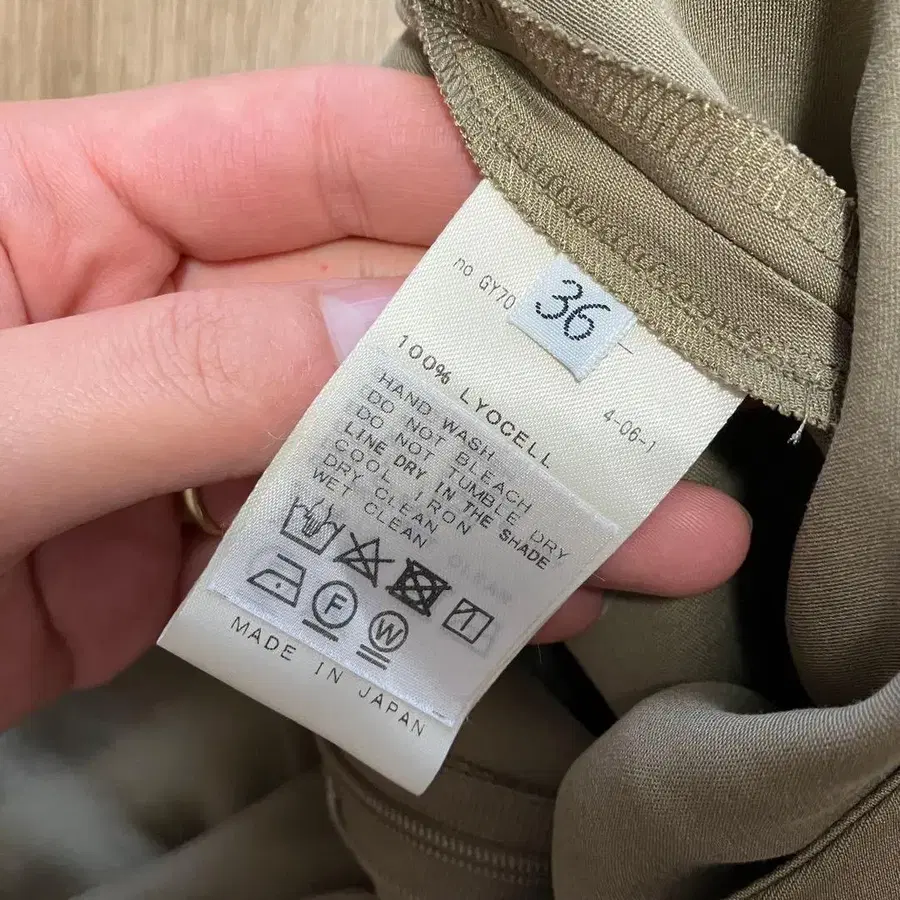 36
no GY70
4-06-1
100% LYOCELL
HAND WASH
DO NOT BLEACH
DO NOT TUMBLE DRY
LINE DRY IN THE SHADE
COOL IRON
DRY CLEAN
WET CLEAN
F
W
MADE IN JAPAN